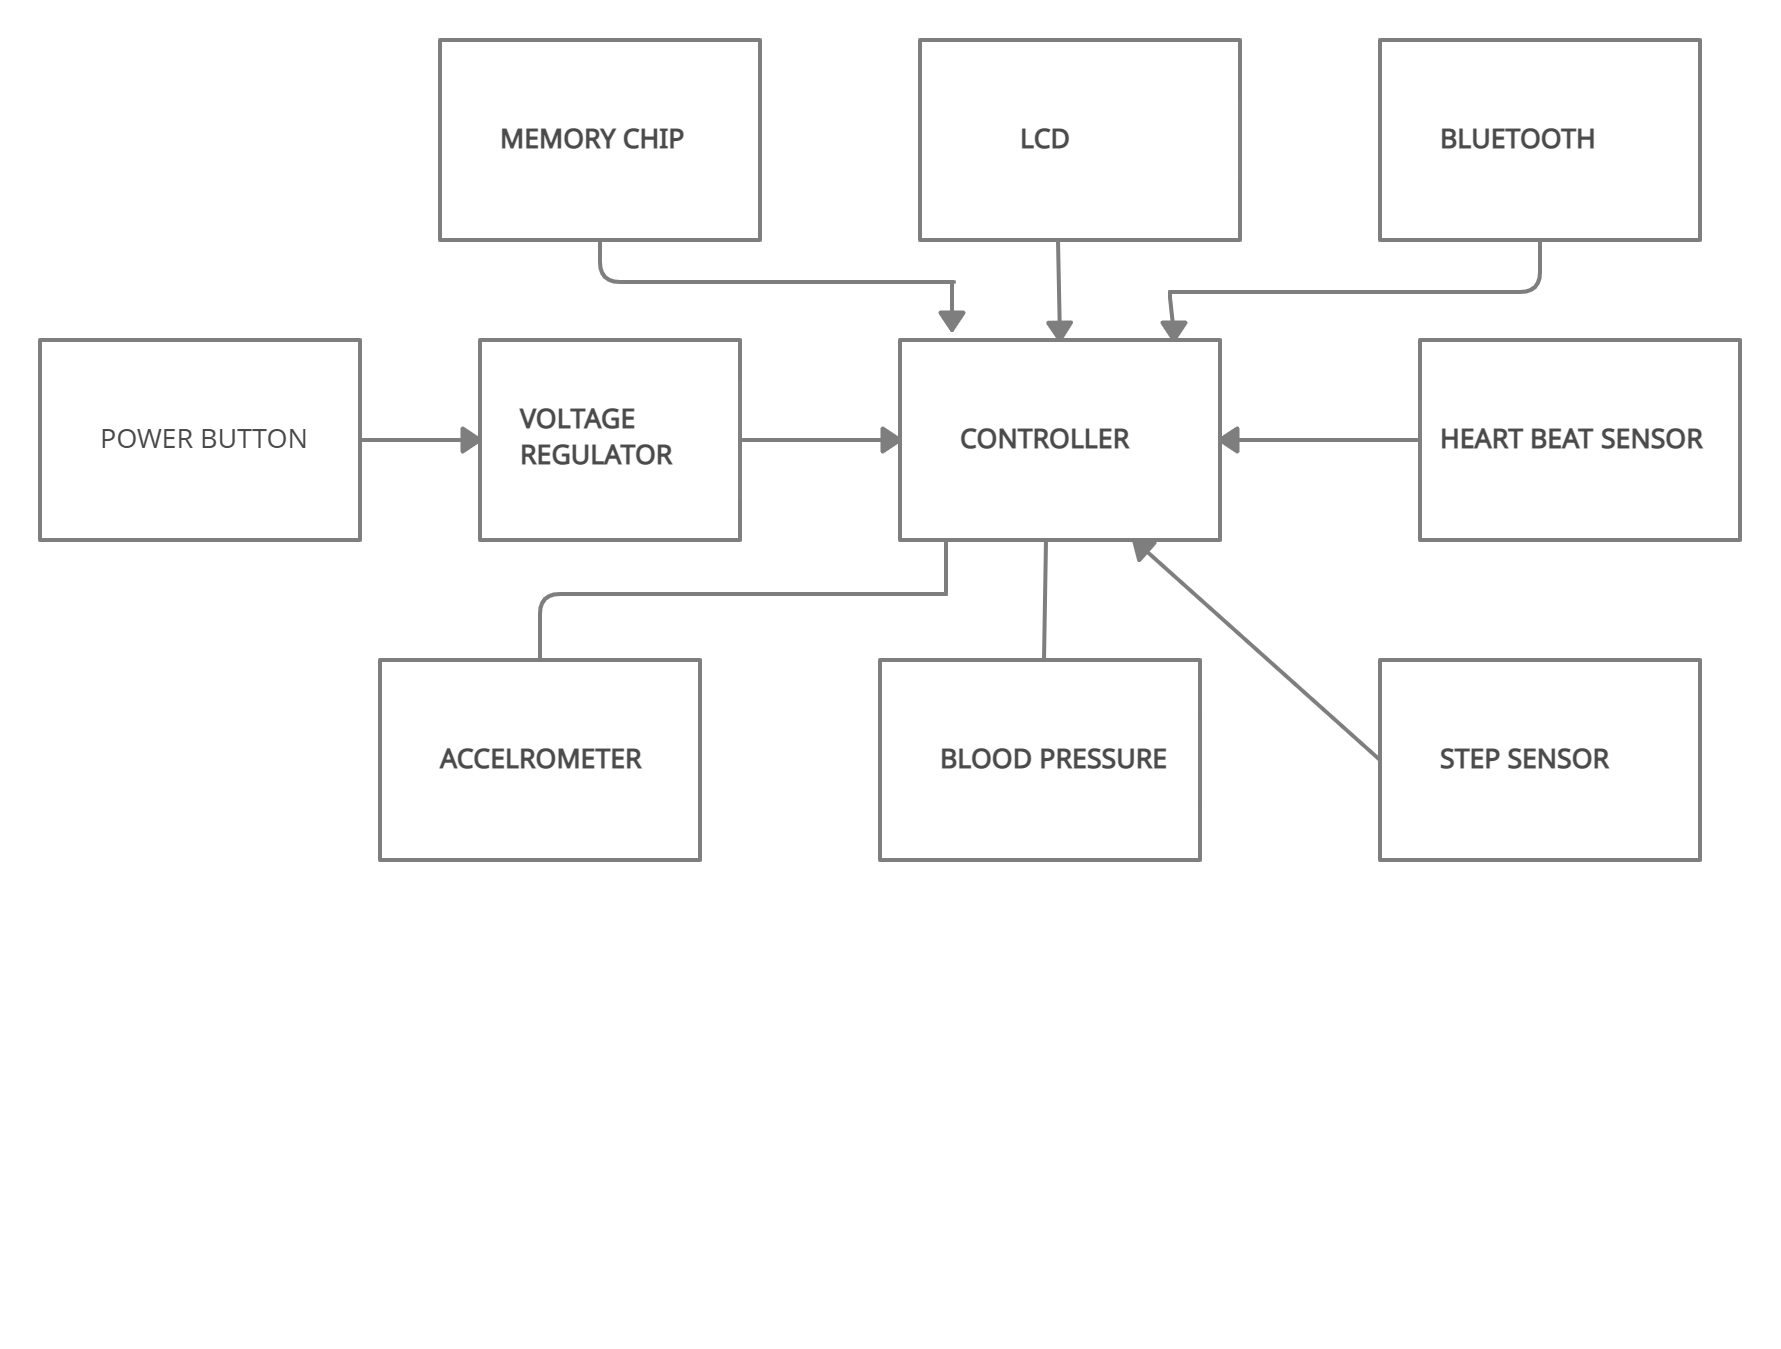 MEMORY CHIP
LCD
BLUETOOTH
POWER BUTTON
VOLTAGE
REGULATOR
CONTROLLER
HEART BEAT SENSOR
ACCELROMETER
BLOOD PRESSURE
STEP SENSOR